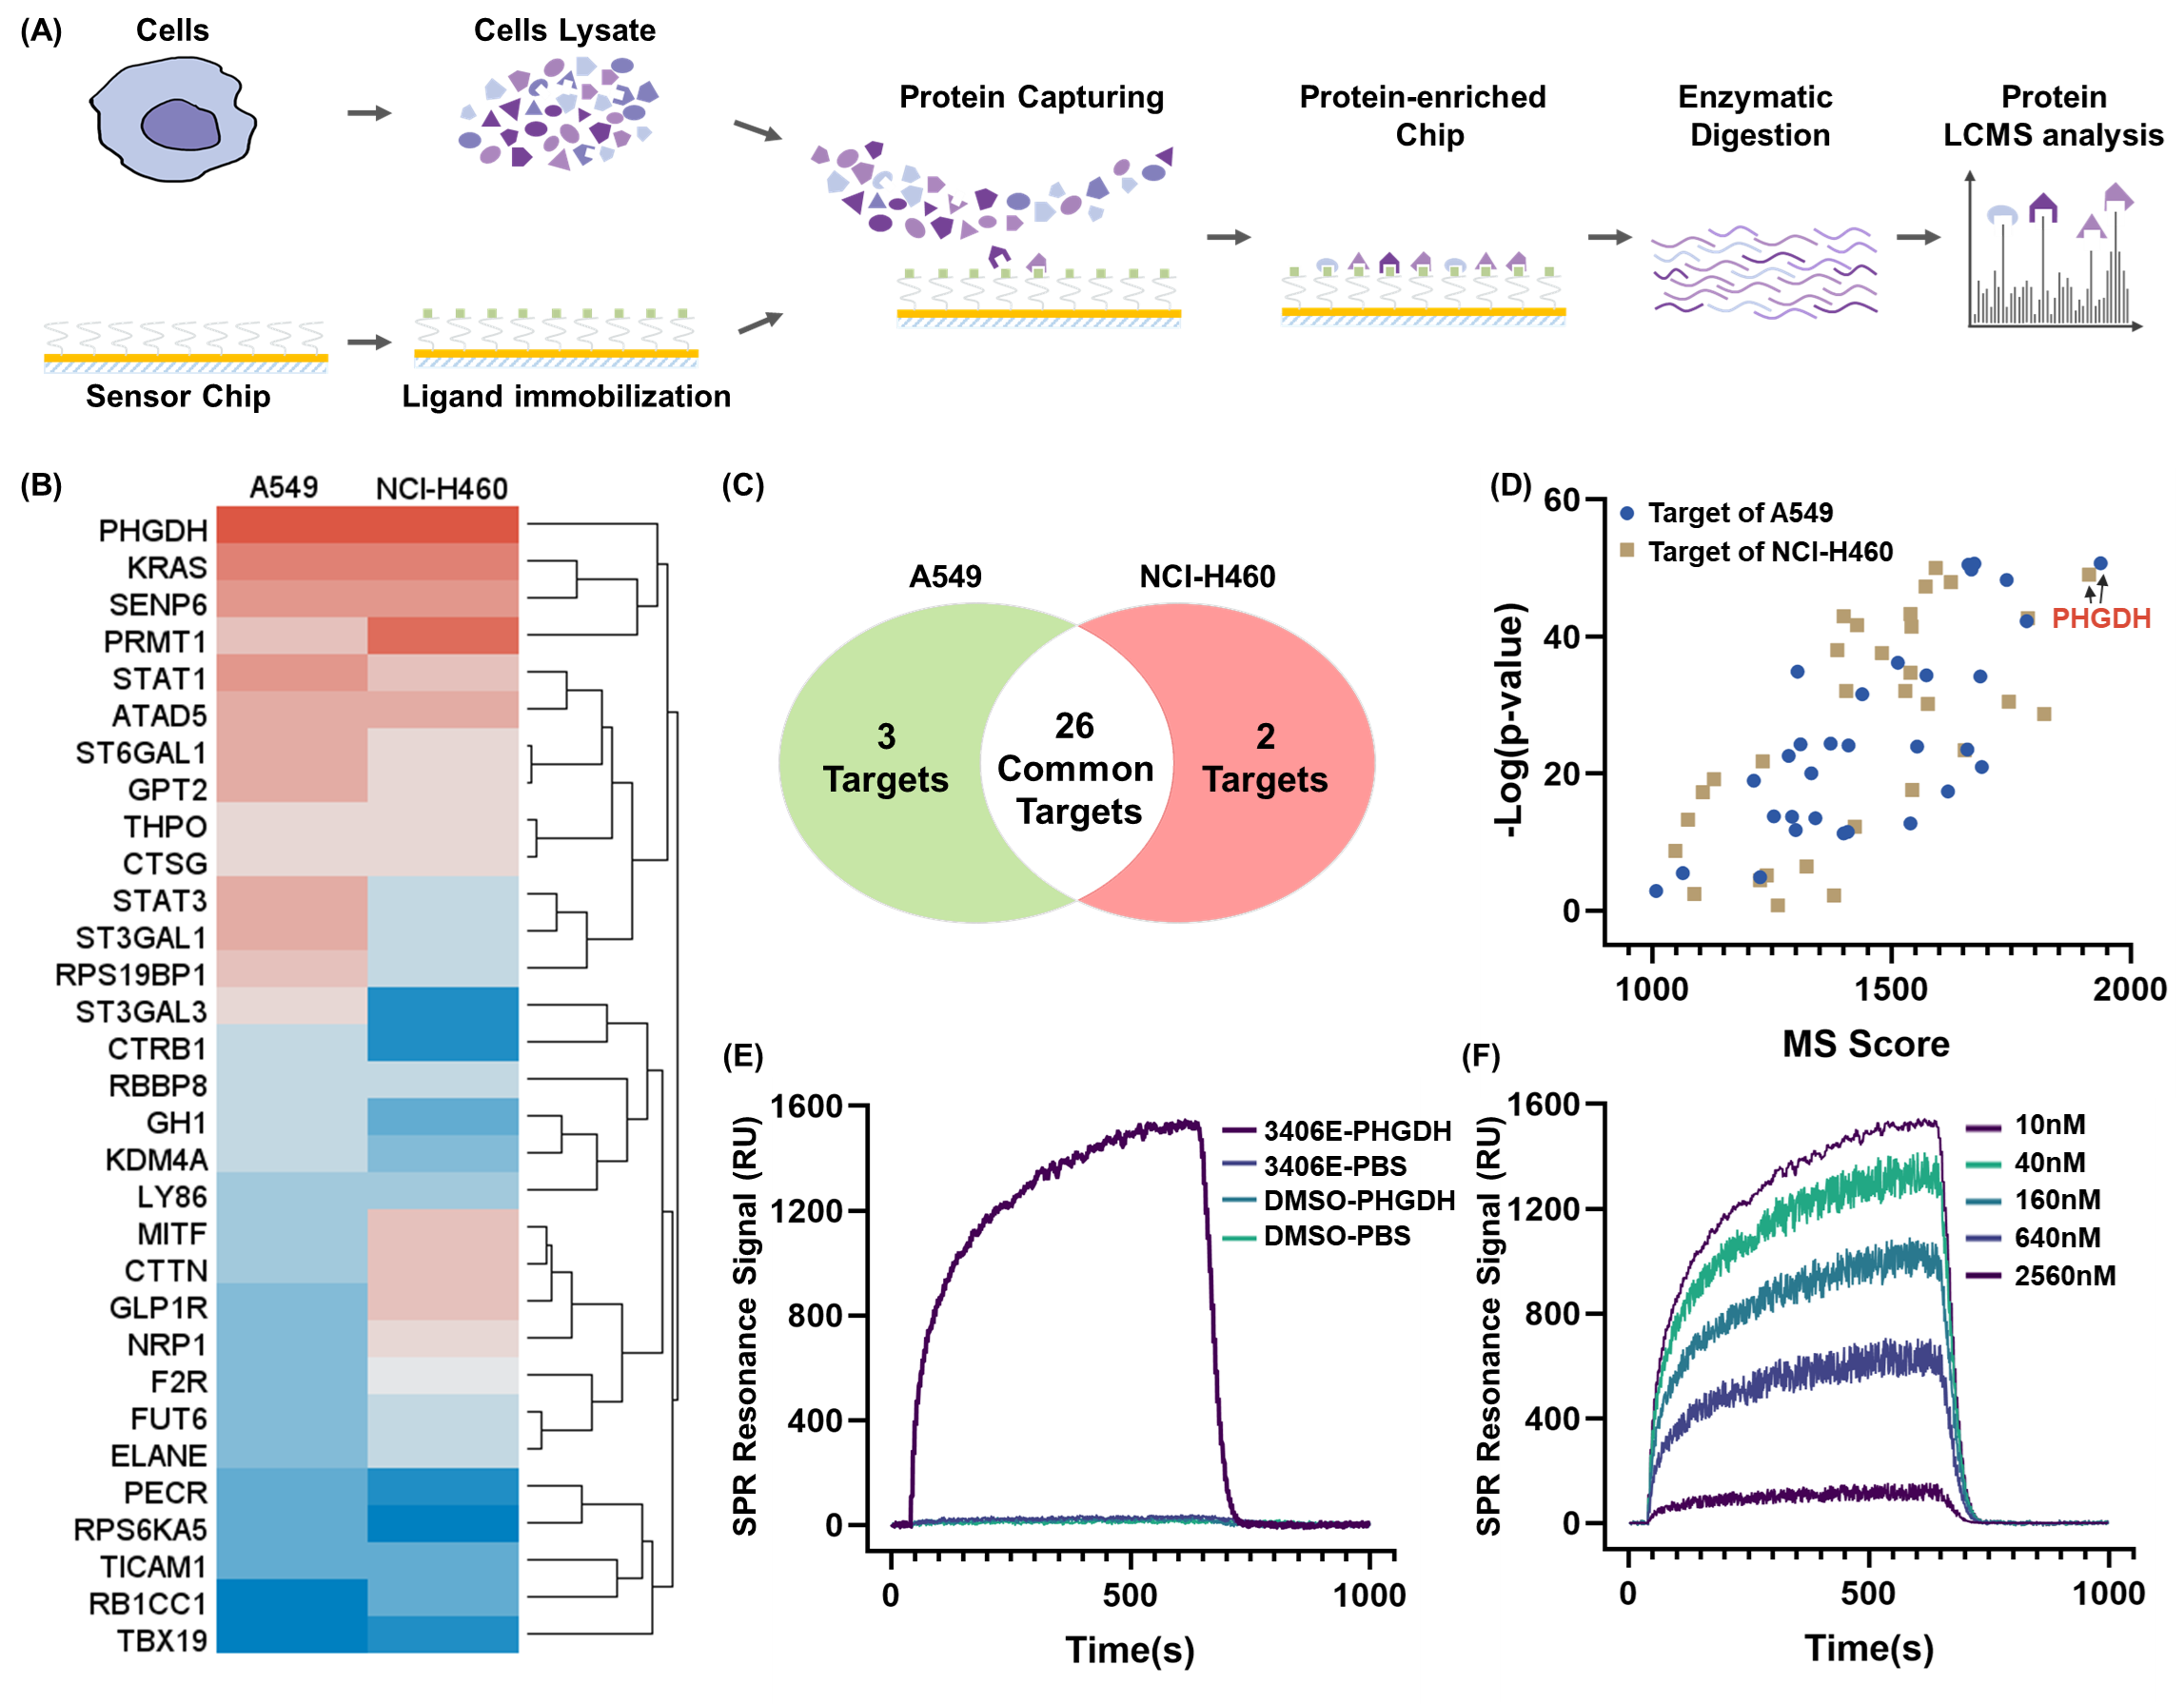 (A)
Cells
Cells Lysate
Protein Capturing
Protein-enriched
Chip
Enzymatic
Digestion
Protein
LCMS analysis
Sensor Chip
Ligand immobilization
(B)
A549
NCI-H460
PHGDH
KRAS
SENP6
PRMT1
STAT1
ATAD5
ST6GAL1
GPT2
THPO
CTSG
STAT3
ST3GAL1
RPS19BP1
ST3GAL3
CTRB1
RBBP8
GH1
KDM4A
LY86
MITF
CTTN
GLP1R
NRP1
F2R
FUT6
ELANE
PECR
RPS6KA5
TICAM1
RB1CC1
TBX19
(C)
A549
NCI-H460
3
Targets
26
Common
Targets
2
Targets
(D)
Target of A549
Target of NCI-H460
PHGDH
60
40
20
0
-Log(p-value)
1000
1500
2000
MS Score
(E)
1600
1200
800
400
0
SPR Resonance Signal (RU)
3406E-PHGDH
3406E-PBS
DMSO-PHGDH
DMSO-PBS
0
500
1000
Time(s)
(F)
1600
1200
800
400
0
SPR Resonance Signal (RU)
10nM
40nM
160nM
640nM
2560nM
0
500
1000
Time(s)